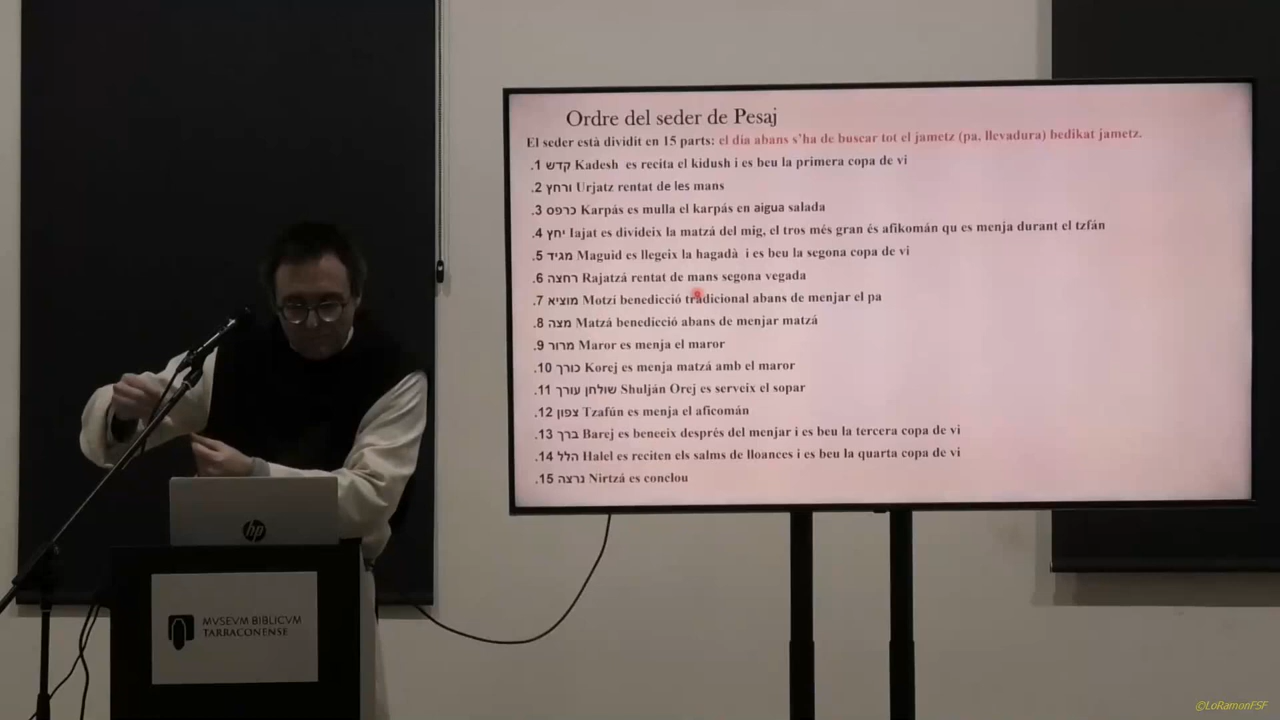 Ordre del seder de Pesaj
El seder està dividit en 15 parts: el dia abans s'ha de buscar tot el jametz (pa, llevadura) bedikat jametz.
.1 קדש Kadesh es recita el kidush i es beu la primera copa de vi
.2 ורחץ Urjatz rentat de les mans
.3 כרפס Karpás es mulla el karpás en aigua salada
.4 יחץ Iajat es divideix la matzá del mig, el tros més gran és afikomán qu es menja durant el tzfán
.5 מגיד Maguid es llegeix la hagadà i es beu la segona copa de vi
.6 רחצה Rajatzá rentat de mans segona vegada
.7 מוציא Motzí benedicció tradicional abans de menjar el pa
.8 מצה Matzá benedicció abans de menjar matzá
.9 מרור Maror es menja el maror
.10 כורך Korej es menja matzá amb el maror
.11 שולחן עורך Shulján Orej es serveix el sopar
.12 צפון Tzafún es menja el aficomán
.13 ברך Barej es beneeix després del menjar i es beu la tercera copa de vi
.14 הלל Halel es reciten els salms de lloances i es beu la quarta copa de vi
.15 נרצה Nirtzá es conclou
hp
MVSEVM BIBLICVM
TARRACONENSE
©LoRamonFSF